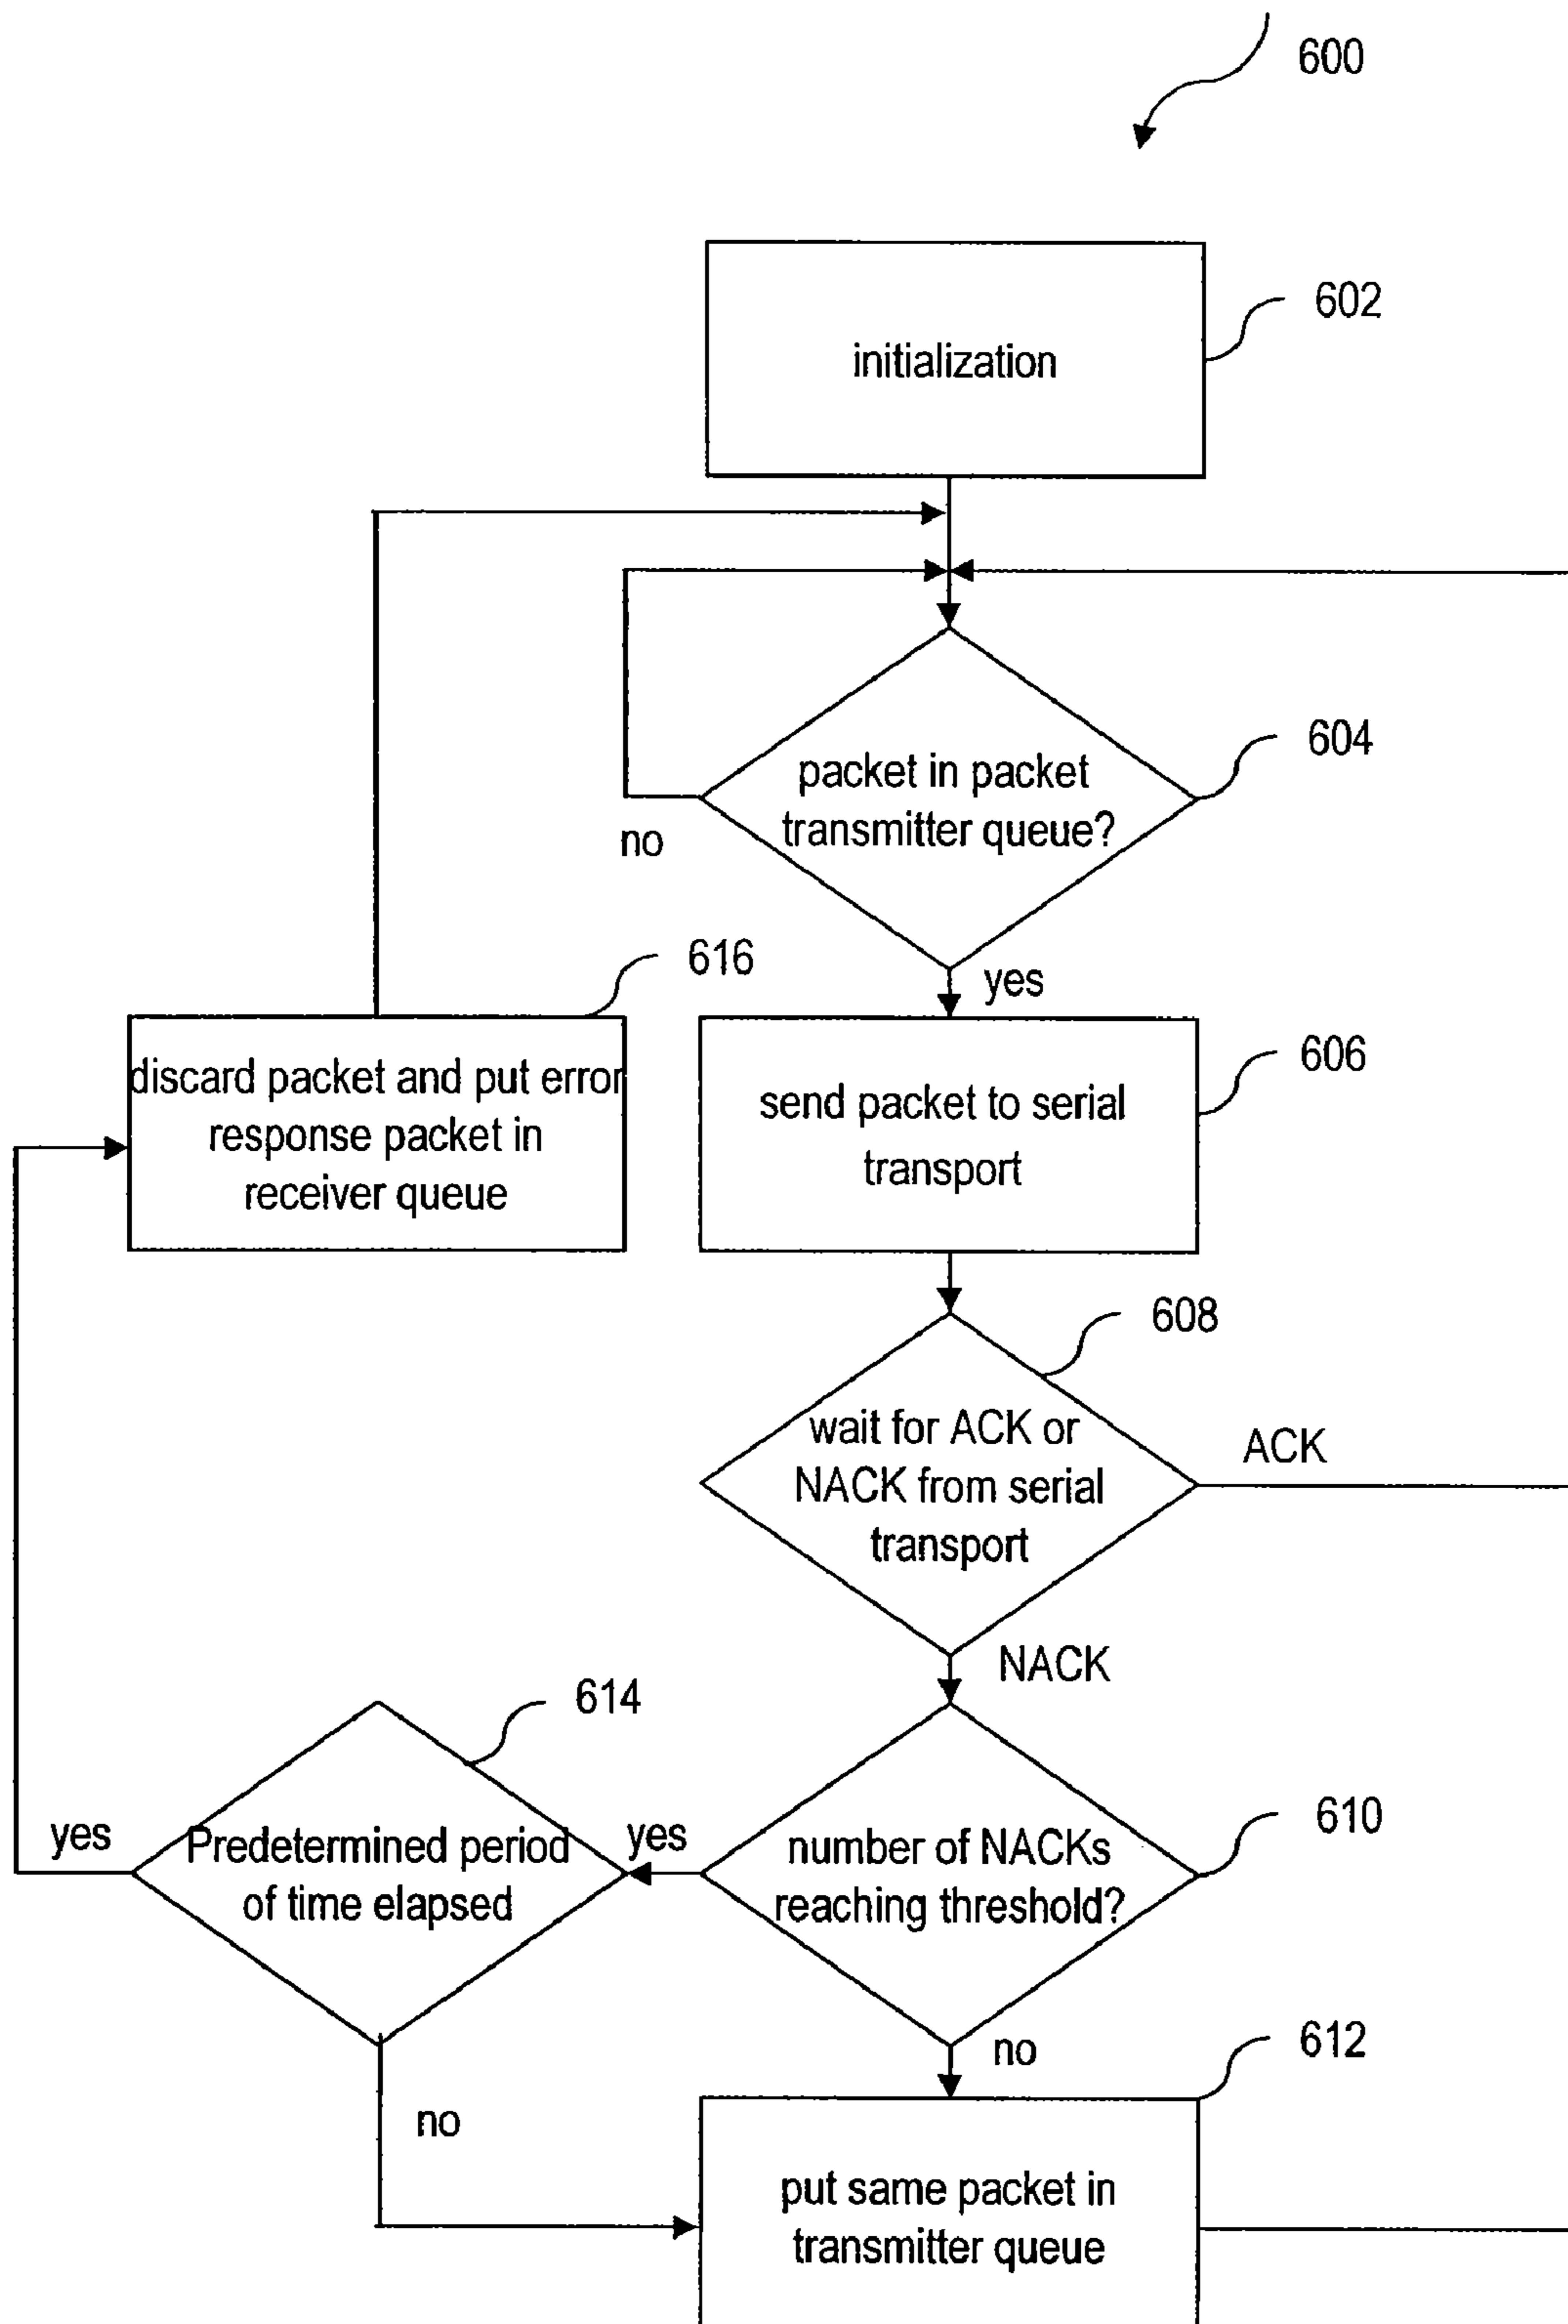 600
initialization
602
packet in packet
transmitter queue?
604
no
yes
616
discard packet and put error
response packet in
receiver queue
send packet to serial
transport
606
608
wait for ACK or
NACK from serial
transport
ACK
NACK
614
Predetermined period
of time elapsed
yes
yes
number of NACKs
reaching threshold?
610
no
no
612
put same packet in
transmitter queue